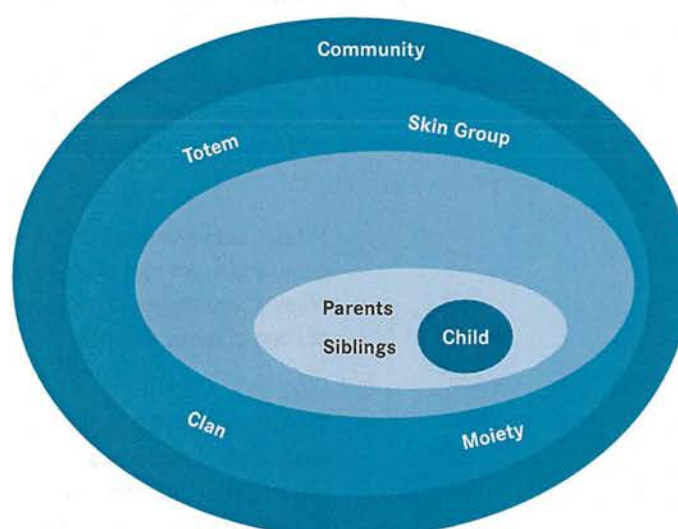 Community
Skin Group
Totem
Parents
Siblings
Child
Clan
Moiety